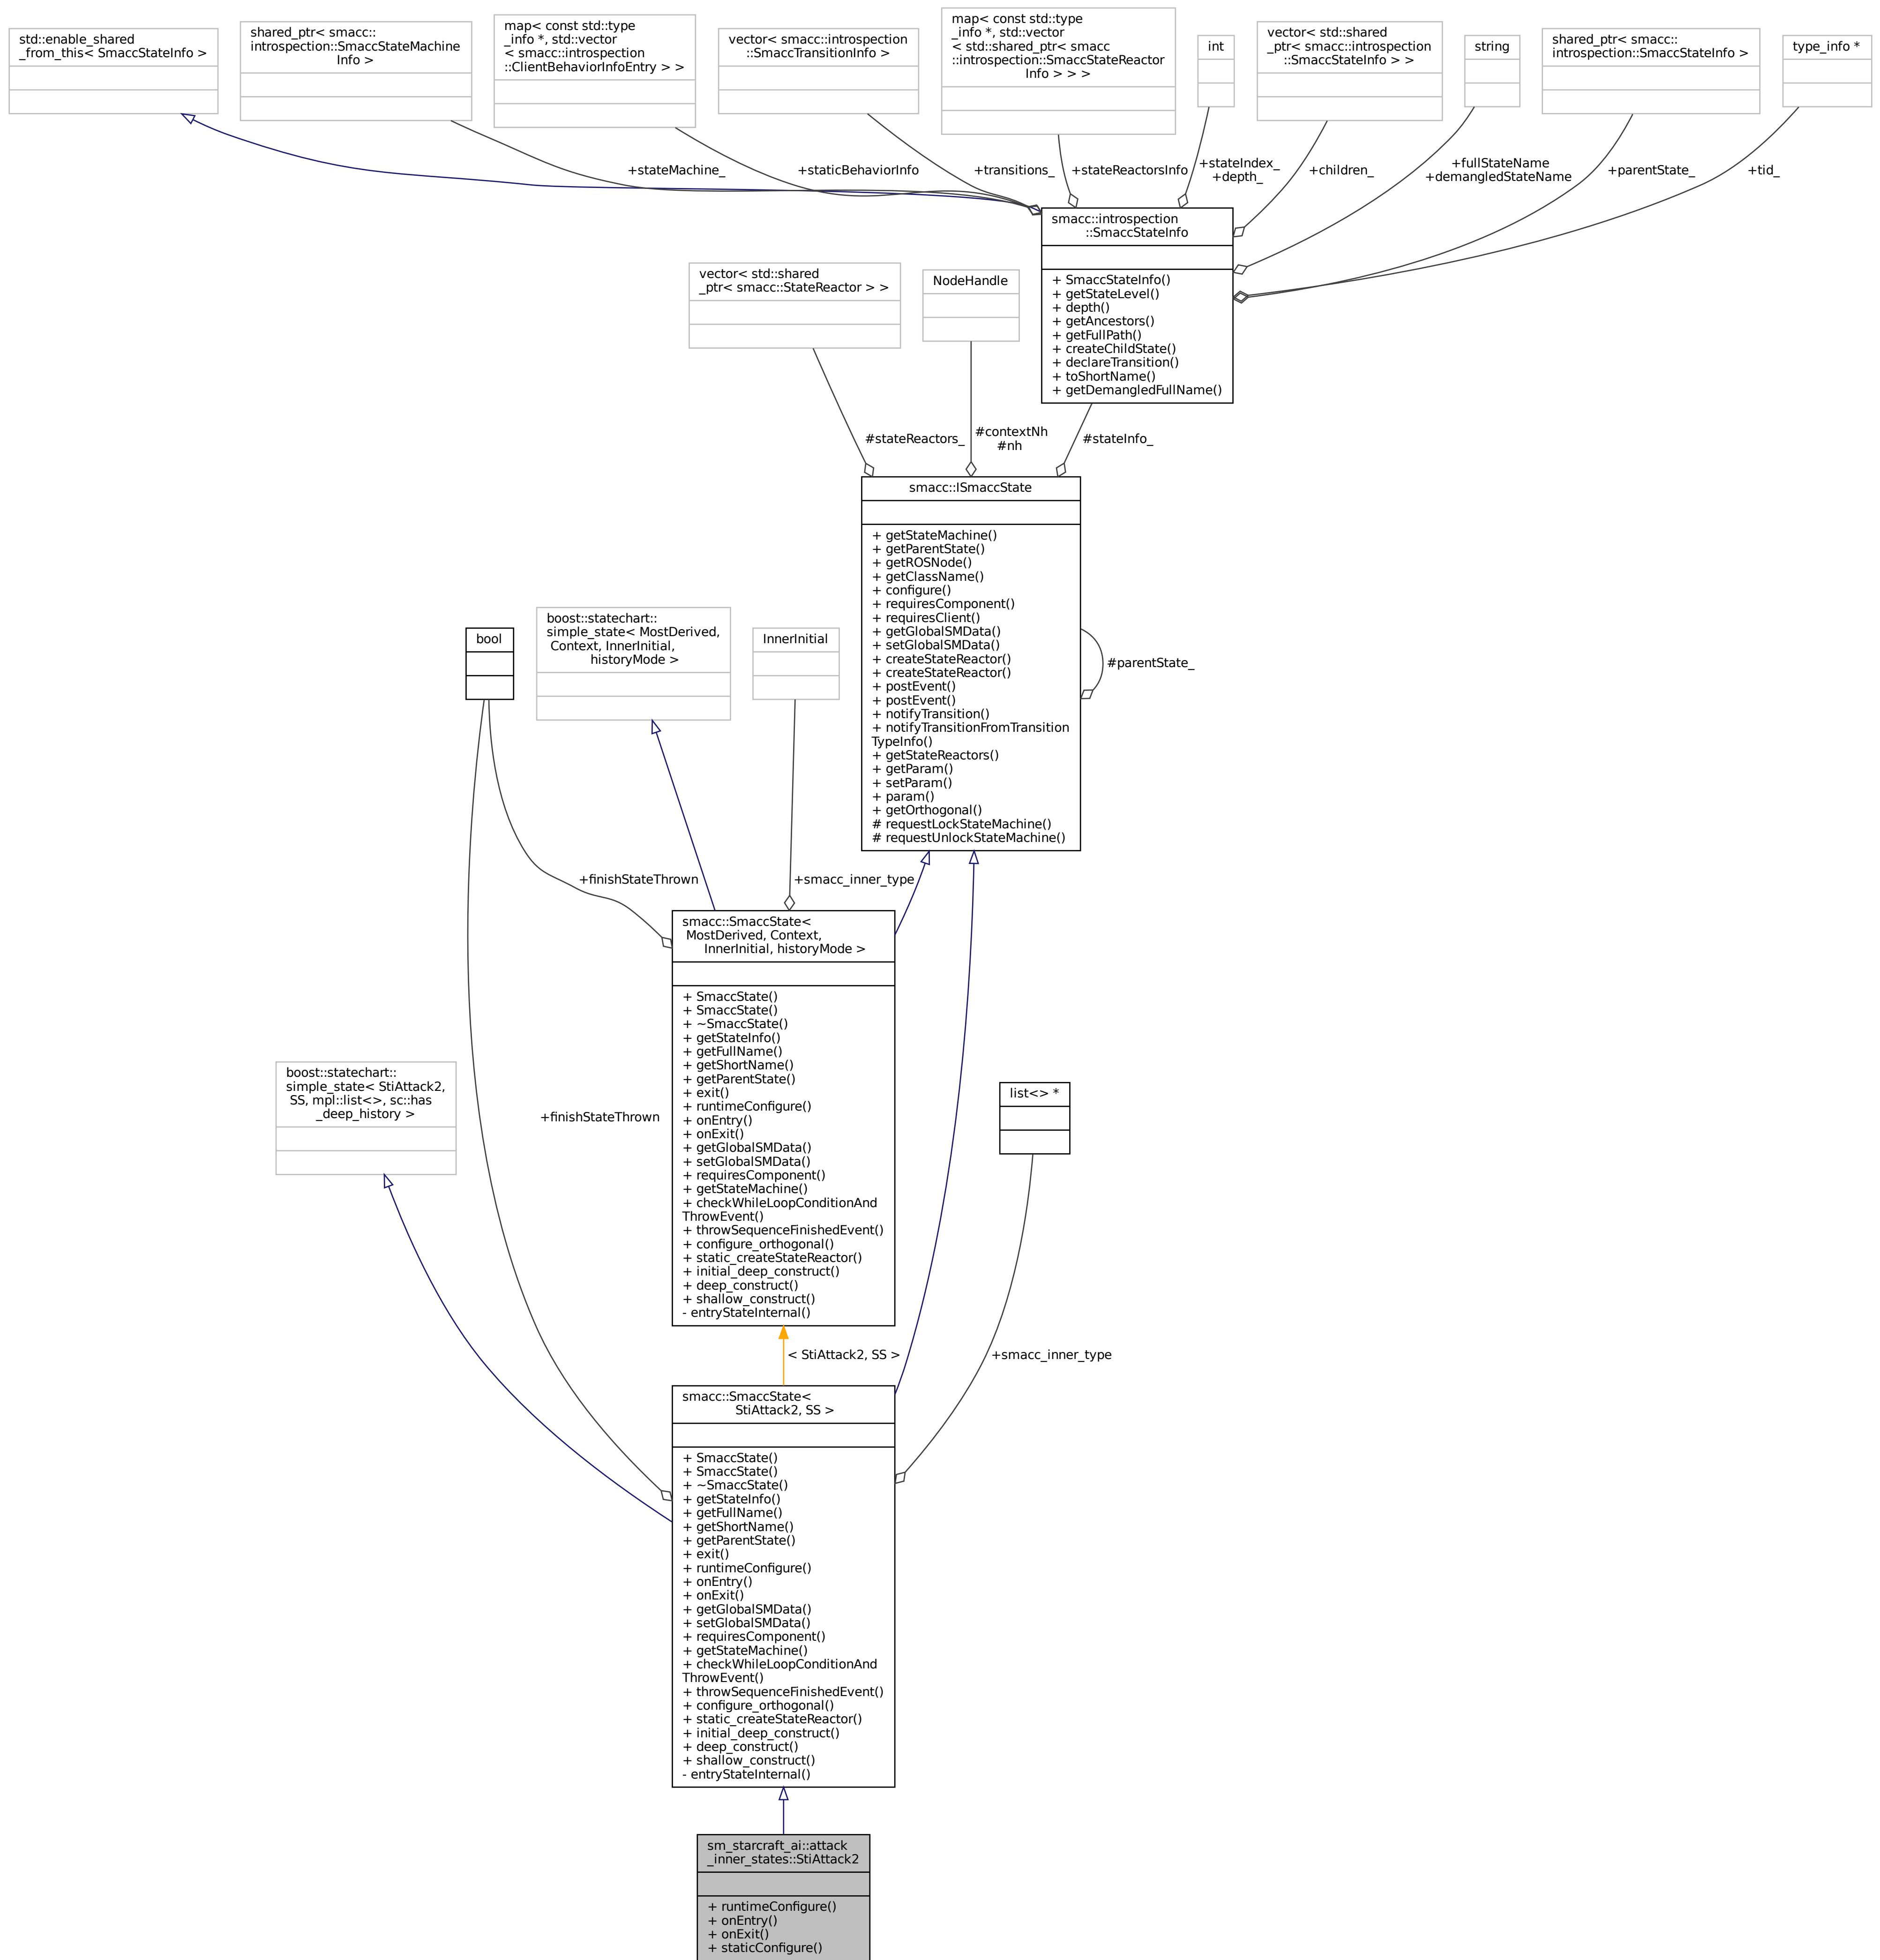 std::enable_shared
_from_this< SmaccStateInfo >
shared_ptr< smacc::
introspection::SmaccStateMachine
Info >
map< const std::type
_info *, std::vector
< smacc::introspection
::ClientBehaviorInfoEntry > >
vector< smacc::introspection
::SmaccTransitionInfo >
map< const std::type
_info *, std::vector
< std::shared_ptr< smacc
::introspection::SmaccStateReactor
Info > > >
int
vector< std::shared
_ptr< smacc::introspection
::SmaccStateInfo > >
string
shared_ptr< smacc::
introspection::SmaccStateInfo >
type_info *
+stateMachine_
+staticBehaviorInfo
+transitions_
+stateReactorsInfo
+stateIndex_
+depth_
+children_
+fullStateName
+demangledStateName
+parentState_
+tid_
smacc::introspection
::SmaccStateInfo
+ SmaccStateInfo()
+ getStateLevel()
+ depth()
+ getAncestors()
+ getFullPath()
+ createChildState()
+ declareTransition()
+ toShortName()
+ getDemangledFullName()
vector< std::shared
_ptr< smacc::StateReactor > >
NodeHandle
#stateReactors_
#contextNh
#nh
#stateInfo_
smacc::ISmaccState
+ getStateMachine()
+ getParentState()
+ getROSNode()
+ getClassName()
+ configure()
+ requiresComponent()
+ requiresClient()
+ getGlobalSMData()
+ setGlobalSMData()
+ createStateReactor()
+ createStateReactor()
+ postEvent()
+ postEvent()
+ notifyTransition()
+ notifyTransitionFromTransition
TypeInfo()
+ getStateReactors()
+ getParam()
+ setParam()
+ param()
+ getOrthogonal()
# requestLockStateMachine()
# requestUnlockStateMachine()
#parentState_
bool
boost::statechart::
simple_state< MostDerived,
Context, InnerInitial,
historyMode >
InnerInitial
+finishStateThrown
+smacc_inner_type
smacc::SmaccState<
MostDerived, Context,
InnerInitial, historyMode >
+ SmaccState()
+ SmaccState()
+ ~SmaccState()
+ getStateInfo()
+ getFullName()
+ getShortName()
+ getParentState()
+ exit()
+ runtimeConfigure()
+ onEntry()
+ onExit()
+ getGlobalSMData()
+ setGlobalSMData()
+ requiresComponent()
+ getStateMachine()
+ checkWhileLoopConditionAnd
ThrowEvent()
+ throwSequenceFinishedEvent()
+ configure_orthogonal()
+ static_createStateReactor()
+ initial_deep_construct()
+ deep_construct()
+ shallow_construct()
- entryStateInternal()
boost::statechart::
simple_state< StiAttack2,
SS, mpl::list<>, sc::has
_deep_history >
+finishStateThrown
list<> *
< StiAttack2, SS >
+smacc_inner_type
smacc::SmaccState<
StiAttack2, SS >
+ SmaccState()
+ SmaccState()
+ ~SmaccState()
+ getStateInfo()
+ getFullName()
+ getShortName()
+ getParentState()
+ exit()
+ runtimeConfigure()
+ onEntry()
+ onExit()
+ getGlobalSMData()
+ setGlobalSMData()
+ requiresComponent()
+ getStateMachine()
+ checkWhileLoopConditionAnd
ThrowEvent()
+ throwSequenceFinishedEvent()
+ configure_orthogonal()
+ static_createStateReactor()
+ initial_deep_construct()
+ deep_construct()
+ shallow_construct()
- entryStateInternal()
sm_starcraft_ai::attack
_inner_states::StiAttack2
+ runtimeConfigure()
+ onEntry()
+ onExit()
+ staticConfigure()